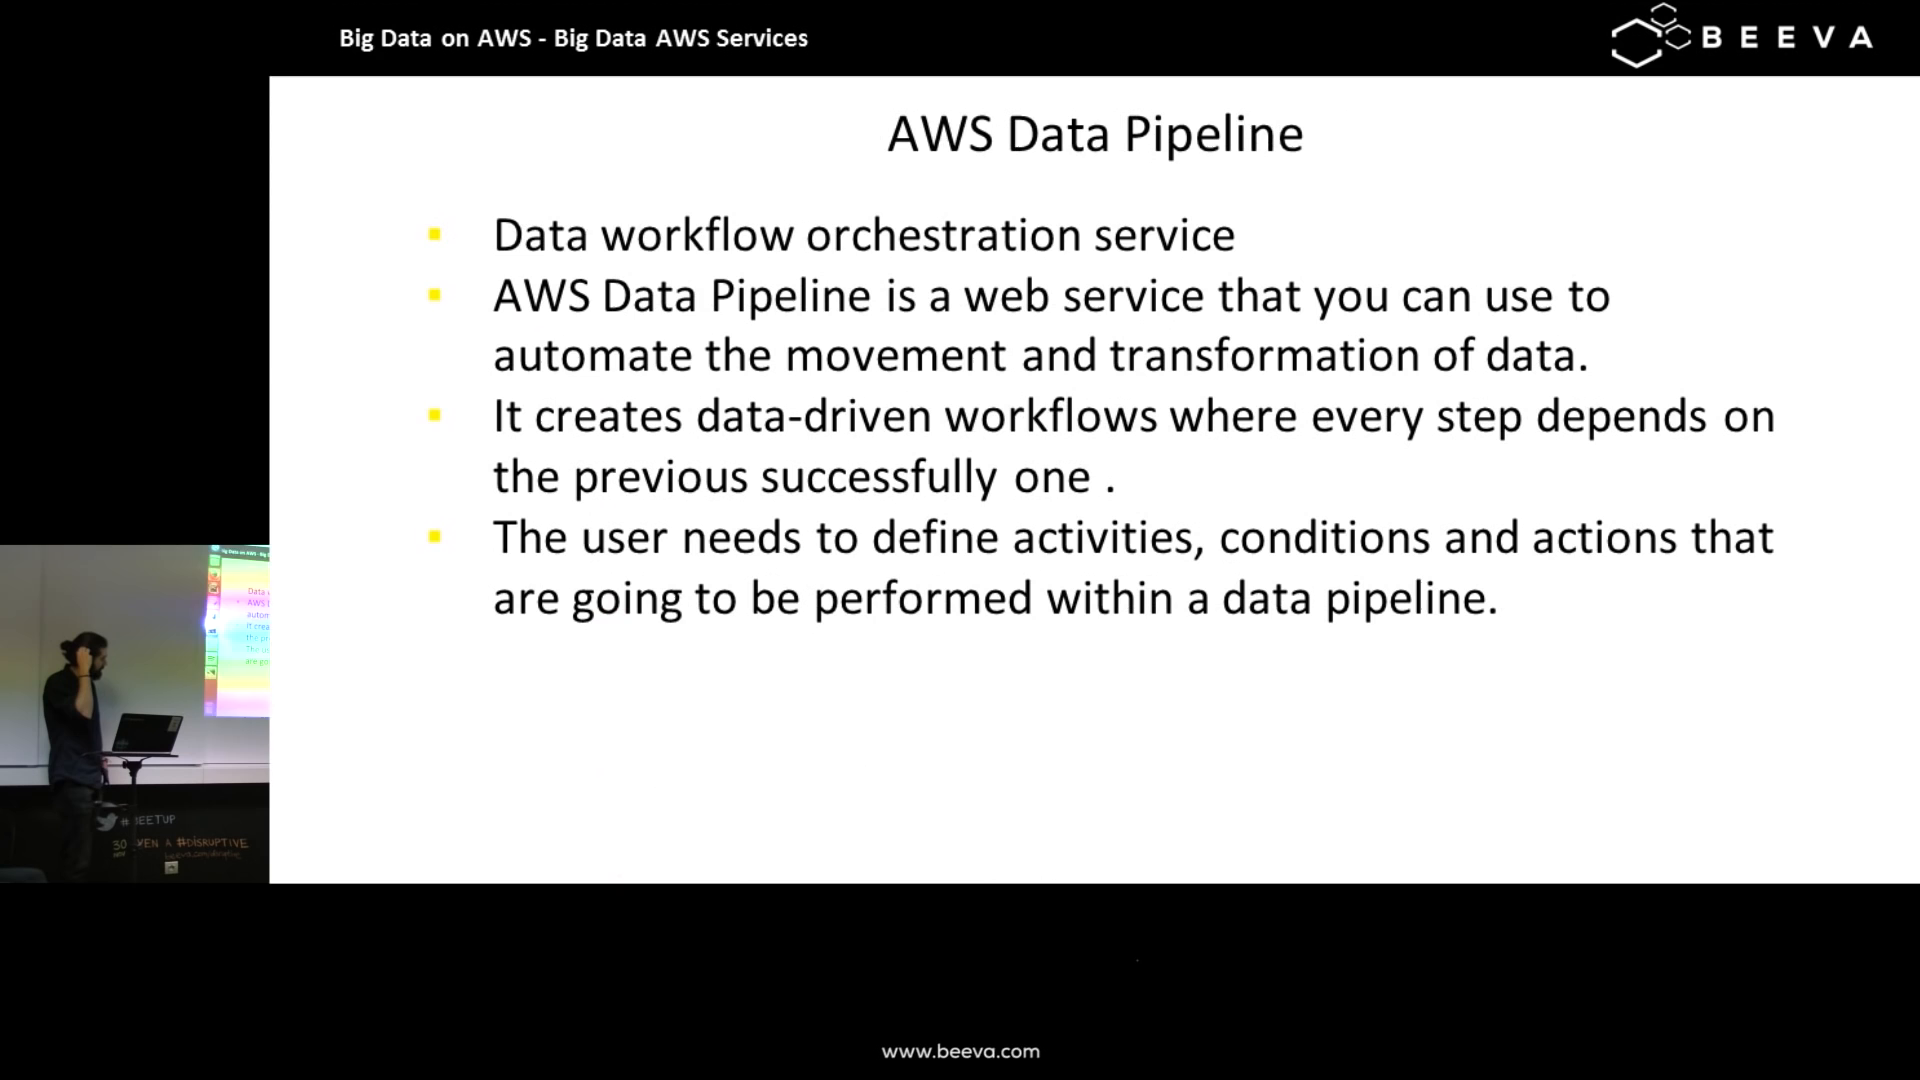 Big Data on AWS - Big Data AWS Services
BEEVA
AWS Data Pipeline
Data workflow orchestration service
AWS Data Pipeline is a web service that you can use to
automate the movement and transformation of data.
It creates data-driven workflows where every step depends on
the previous successfully one .
The user needs to define activities, conditions and actions that
are going to be performed within a data pipeline.
# BEETUP
30 VEN A #DISRUPTIVE
www.beeva.com